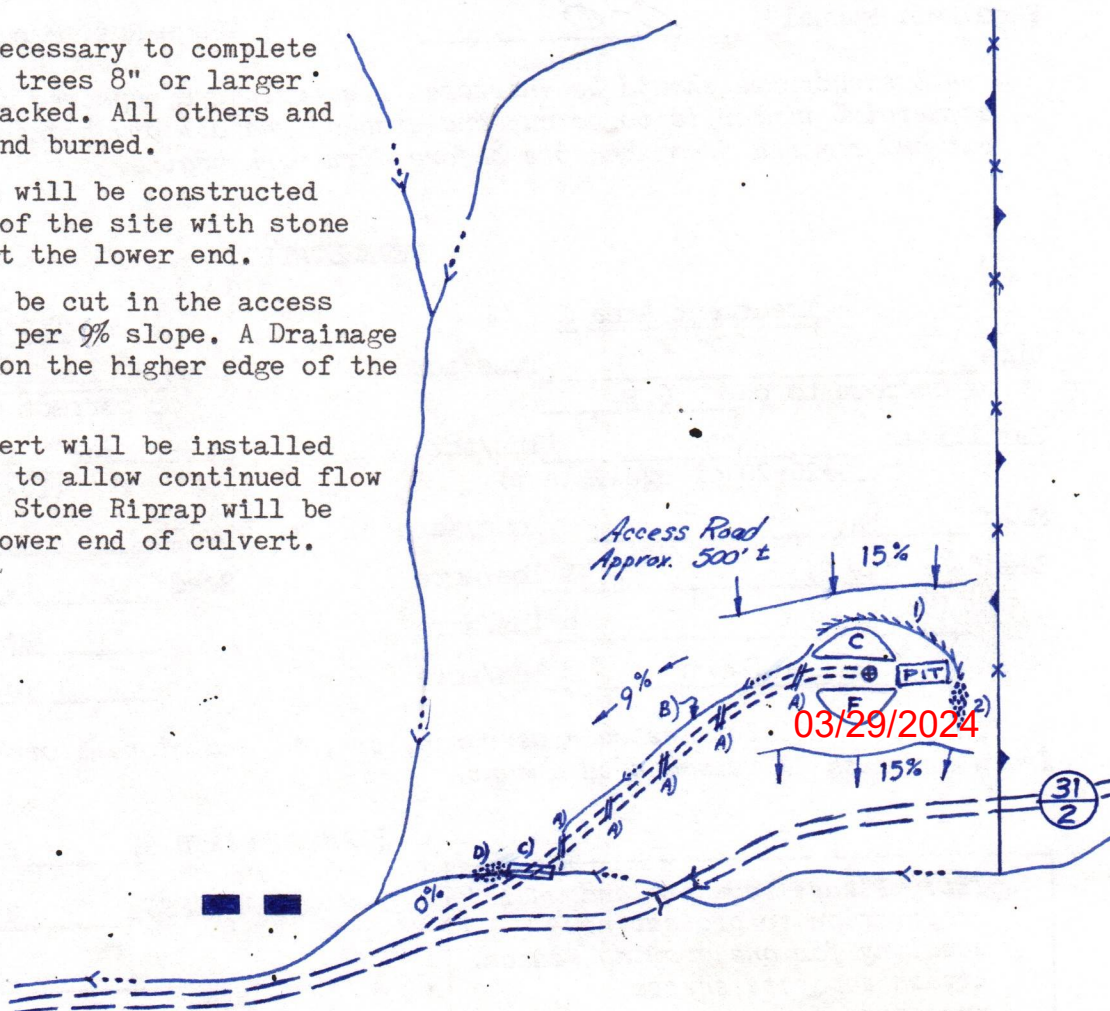 ecessary to complete
trees 8" or larger
acked. All others and
nd burned.
will be constructed
of the site with stone
t the lower end.
be cut in the access
per 9% slope. A Drainage
on the higher edge of the
ert will be installed
to allow continued flow
Stone Riprap will be
ower end of culvert.
Access Road
Approx. 500' ±
15%
1)
C
PIT
9%
B)
A)
F
2)
03/29/2024
A)
15%
A)
31
2
A)
A)
D)
C)
0%